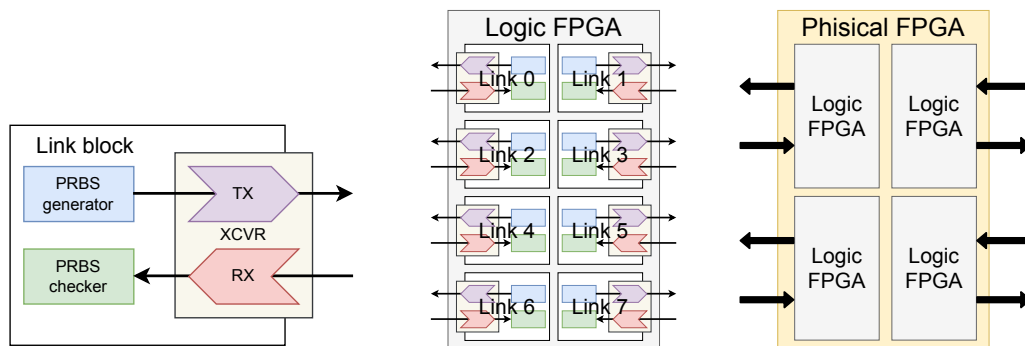 Link block
PRBS
generator
TX
XCVR
PRBS
checker
RX
Logic FPGA
Link 0
Link 1
Link 2
Link 3
Link 4
Link 5
Link 6
Link 7
Phisical FPGA
Logic
FPGA
Logic
FPGA
Logic
FPGA
Logic
FPGA